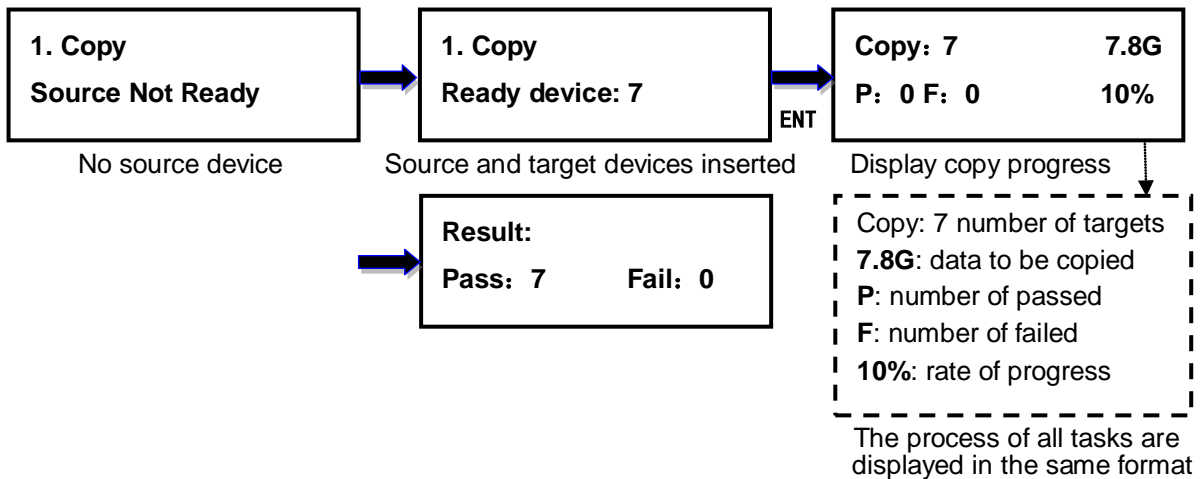 1. Copy
Source Not Ready
No source device
1. Copy
Ready device: 7
Source and target devices inserted
ENT
Copy：7 7.8G
P：0 F：0 10%
Display copy progress
Result:
Pass：7 Fail：0
Copy: 7 number of targets
7.8G: data to be copied
P: number of passed
F: number of failed
10%: rate of progress
The process of all tasks are
displayed in the same format